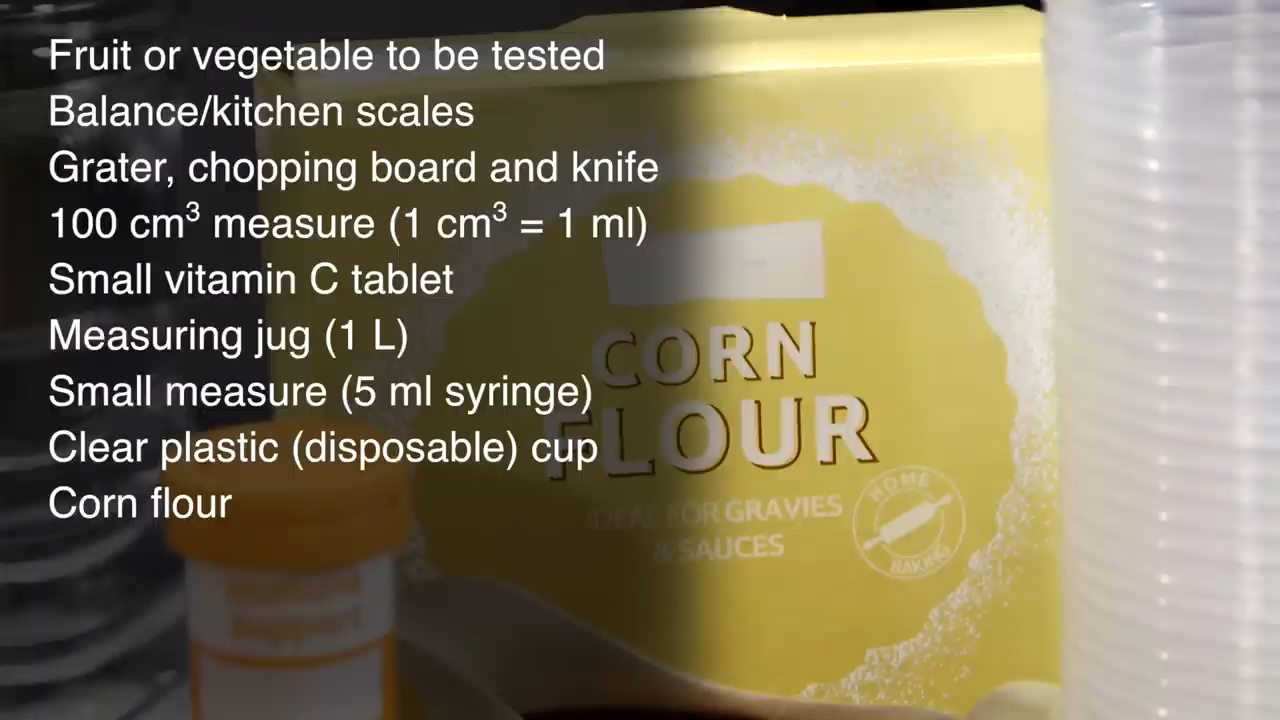 Fruit or vegetable to be tested
Balance/kitchen scales
Grater, chopping board and knife
100 cm³ measure (1 cm³ = 1 ml)
Small vitamin C tablet
Measuring jug (1 L)
Small measure (5 ml syringe)
Clear plastic (disposable) cup
Corn flour
CORN
FLOUR
IDEAL FOR GRAVIES
& SAUCES
HOME
BAKING